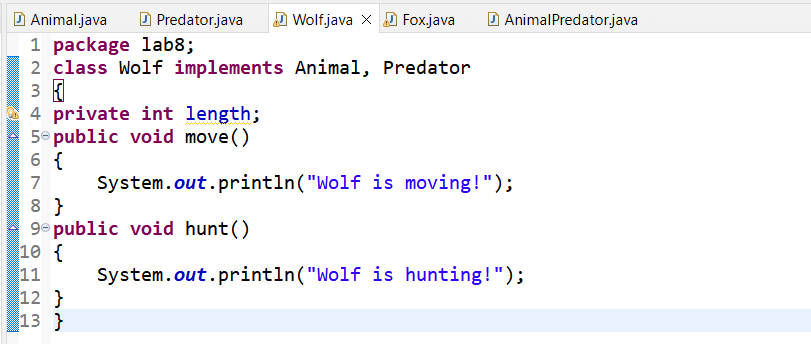 Animal.java Predator.java Wolf.java Fox.java AnimalPredator.java
1 package lab8;
2 class Wolf implements Animal, Predator
3 {
4 private int length;
5 public void move()
6 {
7     System.out.println("Wolf is moving!");
8 }
9 public void hunt()
10 {
11     System.out.println("Wolf is hunting!");
12 }
13 }